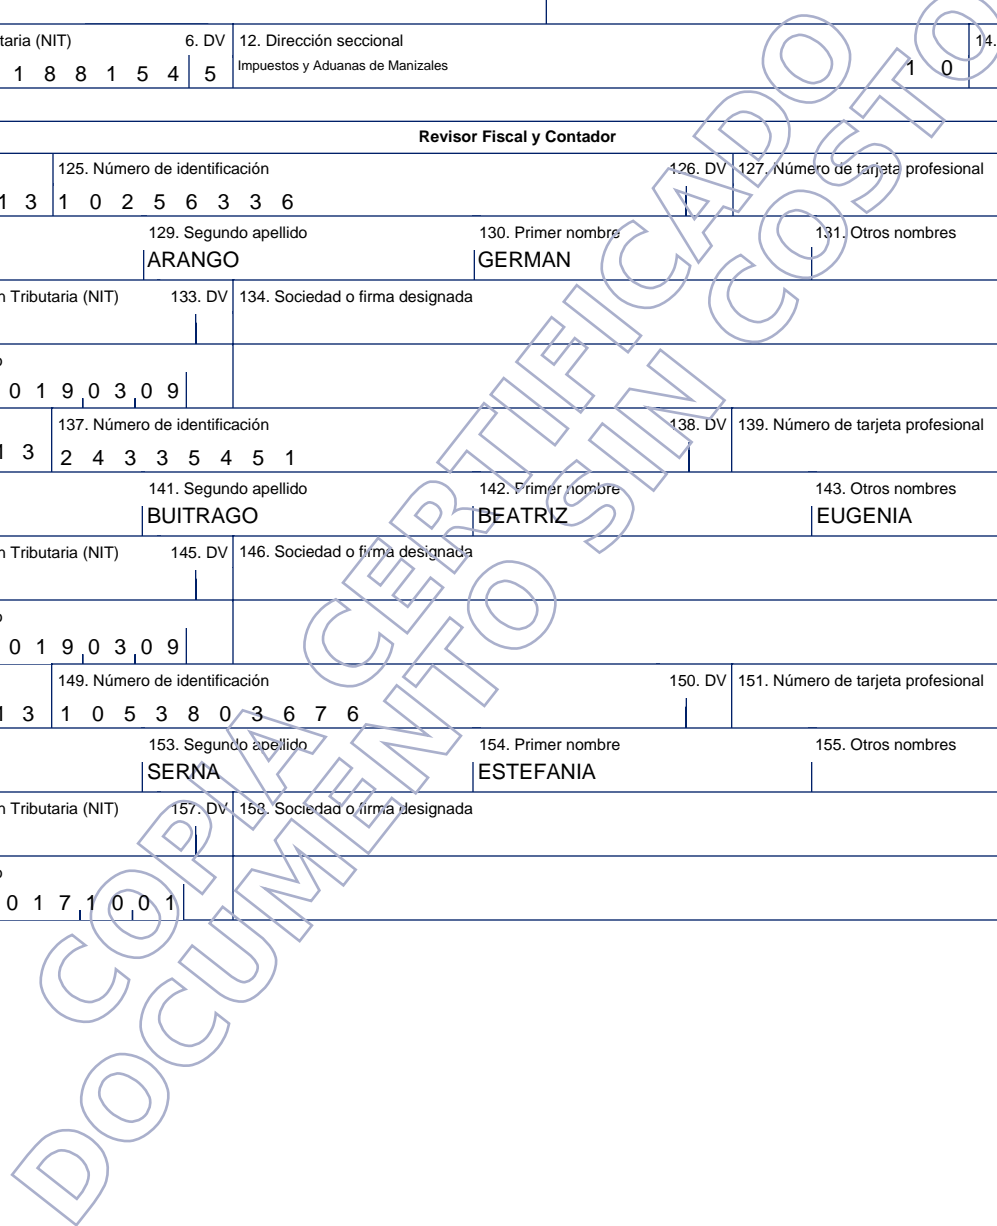 taria (NIT) 6. DV 12. Dirección seccional 14.
1 8 8 1 5 4 5 Impuestos y Aduanas de Manizales 1 0
Revisor Fiscal y Contador
125. Número de identificación 126. DV 127. Número de tarjeta profesional
1 3 1 0 2 5 6 3 3 6
129. Segundo apellido 130. Primer nombre 131. Otros nombres
ARANGO GERMAN
n Tributaria (NIT) 133. DV 134. Sociedad o firma designada
o
0 1 9 0 3 0 9
137. Número de identificación 138. DV 139. Número de tarjeta profesional
1 3 2 4 3 3 5 4 5 1
141. Segundo apellido 142. Primer nombre 143. Otros nombres
BUITRAGO BEATRIZ EUGENIA
n Tributaria (NIT) 145. DV 146. Sociedad o firma designada
o
0 1 9 0 3 0 9
149. Número de identificación 150. DV 151. Número de tarjeta profesional
1 3 1 0 5 3 8 0 3 6 7 6
153. Segundo apellido 154. Primer nombre 155. Otros nombres
SERNA ESTEFANIA
n Tributaria (NIT) 157. DV 158. Sociedad o firma designada
o
0 1 7 1 0 0 1
COPIA CERTIFICADO
DOCUMENTO SIN COSTO